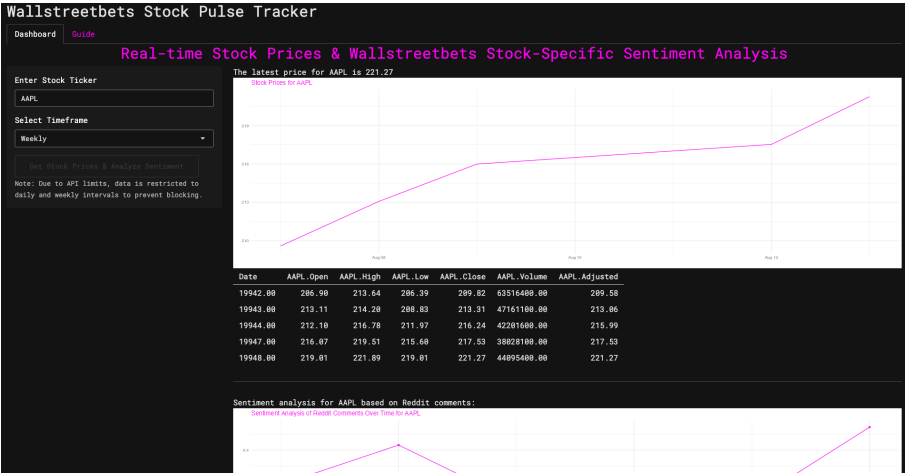 Wallstreetbets Stock Pulse Tracker
Dashboard Guide
Real-time Stock Prices & Wallstreetbets Stock-Specific Sentiment Analysis
Enter Stock Ticker
AAPL
Select Timeframe
Weekly
Get Stock Prices & Analyze Sentiment
Note: Due to API limits, data is restricted to
daily and weekly intervals to prevent blocking.
The latest price for AAPL is 221.27
Stock Prices for AAPL
219
216
213
210
Date AAPL.Open AAPL.High AAPL.Low AAPL.Close AAPL.Volume AAPL.Adjusted
19942.00 206.90 213.64 206.39 209.82 63516400.00 209.58
19943.00 213.11 214.20 208.83 213.31 47161100.00 213.06
19944.00 212.10 216.78 211.97 216.24 42201600.00 215.99
19947.00 216.07 219.51 215.60 217.53 38028100.00 217.53
19948.00 219.01 221.89 219.01 221.27 44095400.00 221.27
Sentiment analysis for AAPL based on Reddit comments:
Sentiment Analysis of Reddit Comments Over Time for AAPL